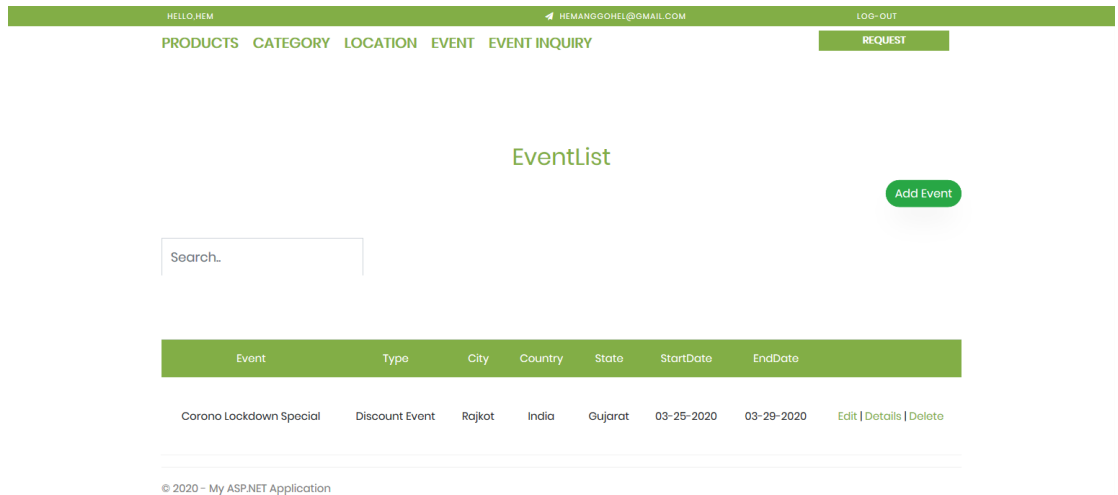 HELLO,HEM HEMANGGOHEL@GMAIL.COM LOG-OUT
PRODUCTS CATEGORY LOCATION EVENT EVENT INQUIRY REQUEST
EventList
Add Event
Search..
Event Type City Country State StartDate EndDate
Corono Lockdown Special Discount Event Rajkot India Gujarat 03-25-2020 03-29-2020 Edit | Details | Delete
© 2020 - My ASP.NET Application